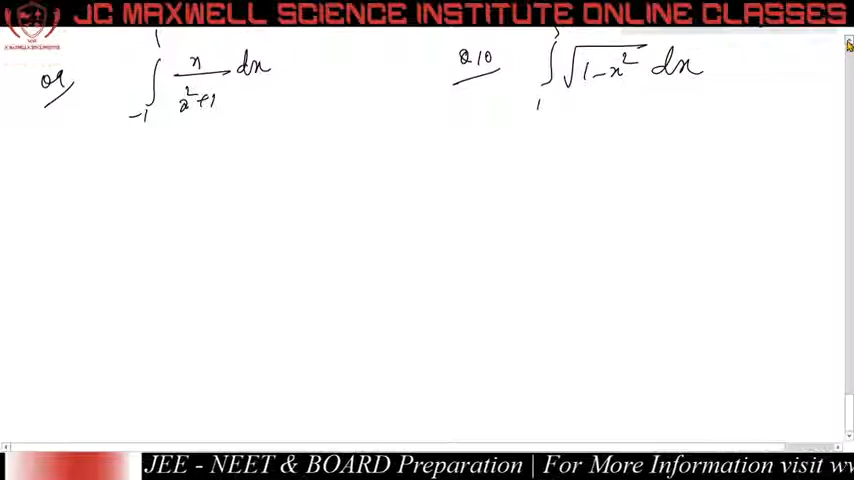 JC MAXWELL SCIENCE INSTITUTE ONLINE CLASSES
Q9 ∫_{-1}^{1} x/(x²+1) dx
Q10 ∫_{1} √(1-x²) dx
JEE - NEET & BOARD Preparation | For More Information visit ww